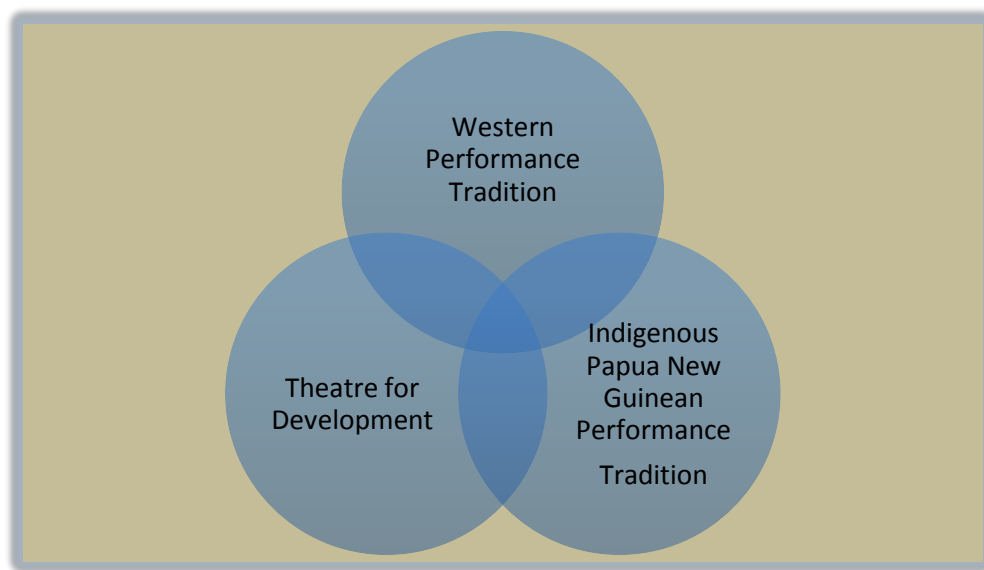 Western
Performance
Tradition
Theatre for
Development
Indigenous
Papua New
Guinean
Performance
Tradition